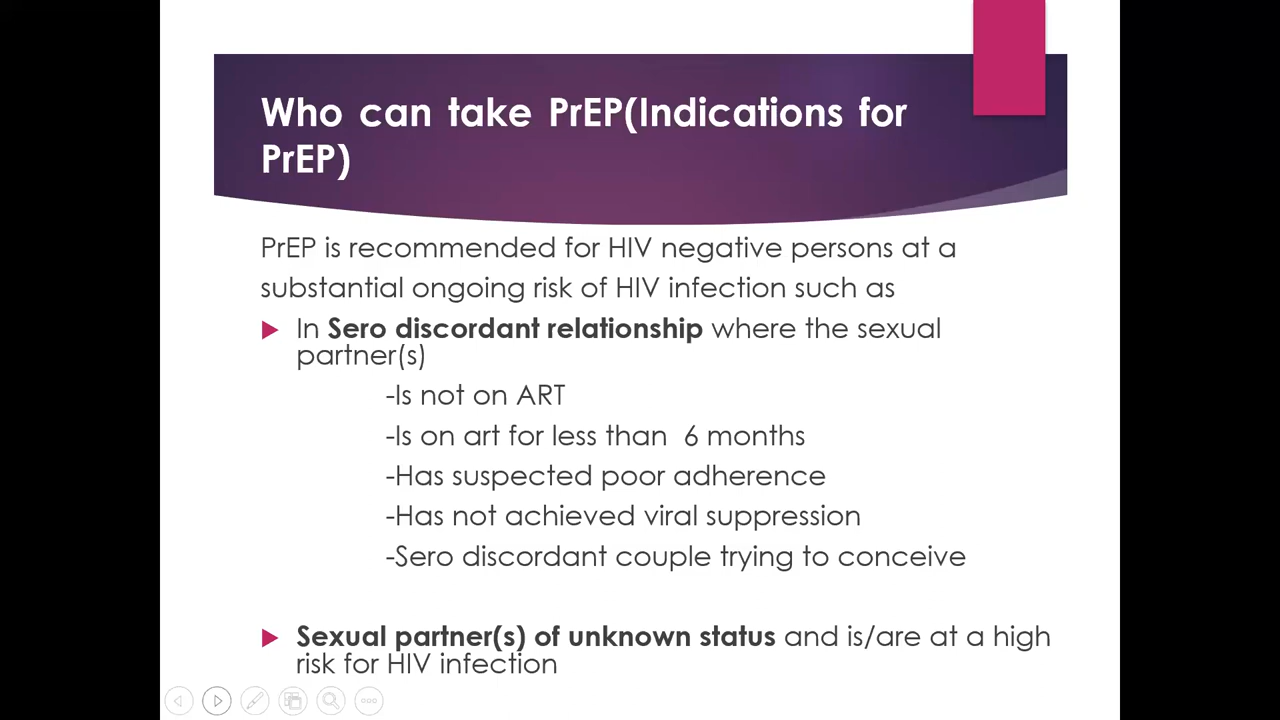 Who can take PrEP(Indications for
PrEP)
PrEP is recommended for HIV negative persons at a
substantial ongoing risk of HIV infection such as
In Sero discordant relationship where the sexual
partner(s)
-Is not on ART
-Is on art for less than 6 months
-Has suspected poor adherence
-Has not achieved viral suppression
-Sero discordant couple trying to conceive
Sexual partner(s) of unknown status and is/are at a high
risk for HIV infection